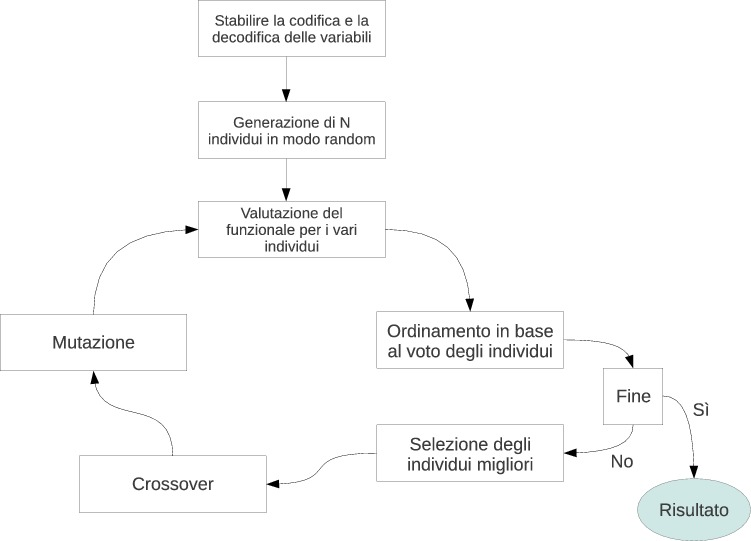 Stabilire la codifica e la
decodifica delle variabili
Generazione di N
individui in modo random
Valutazione del
funzionale per i vari
individui
Mutazione
Ordinamento in base
al voto degli individui
Fine
Sì
No
Selezione degli
individui migliori
Crossover
Risultato